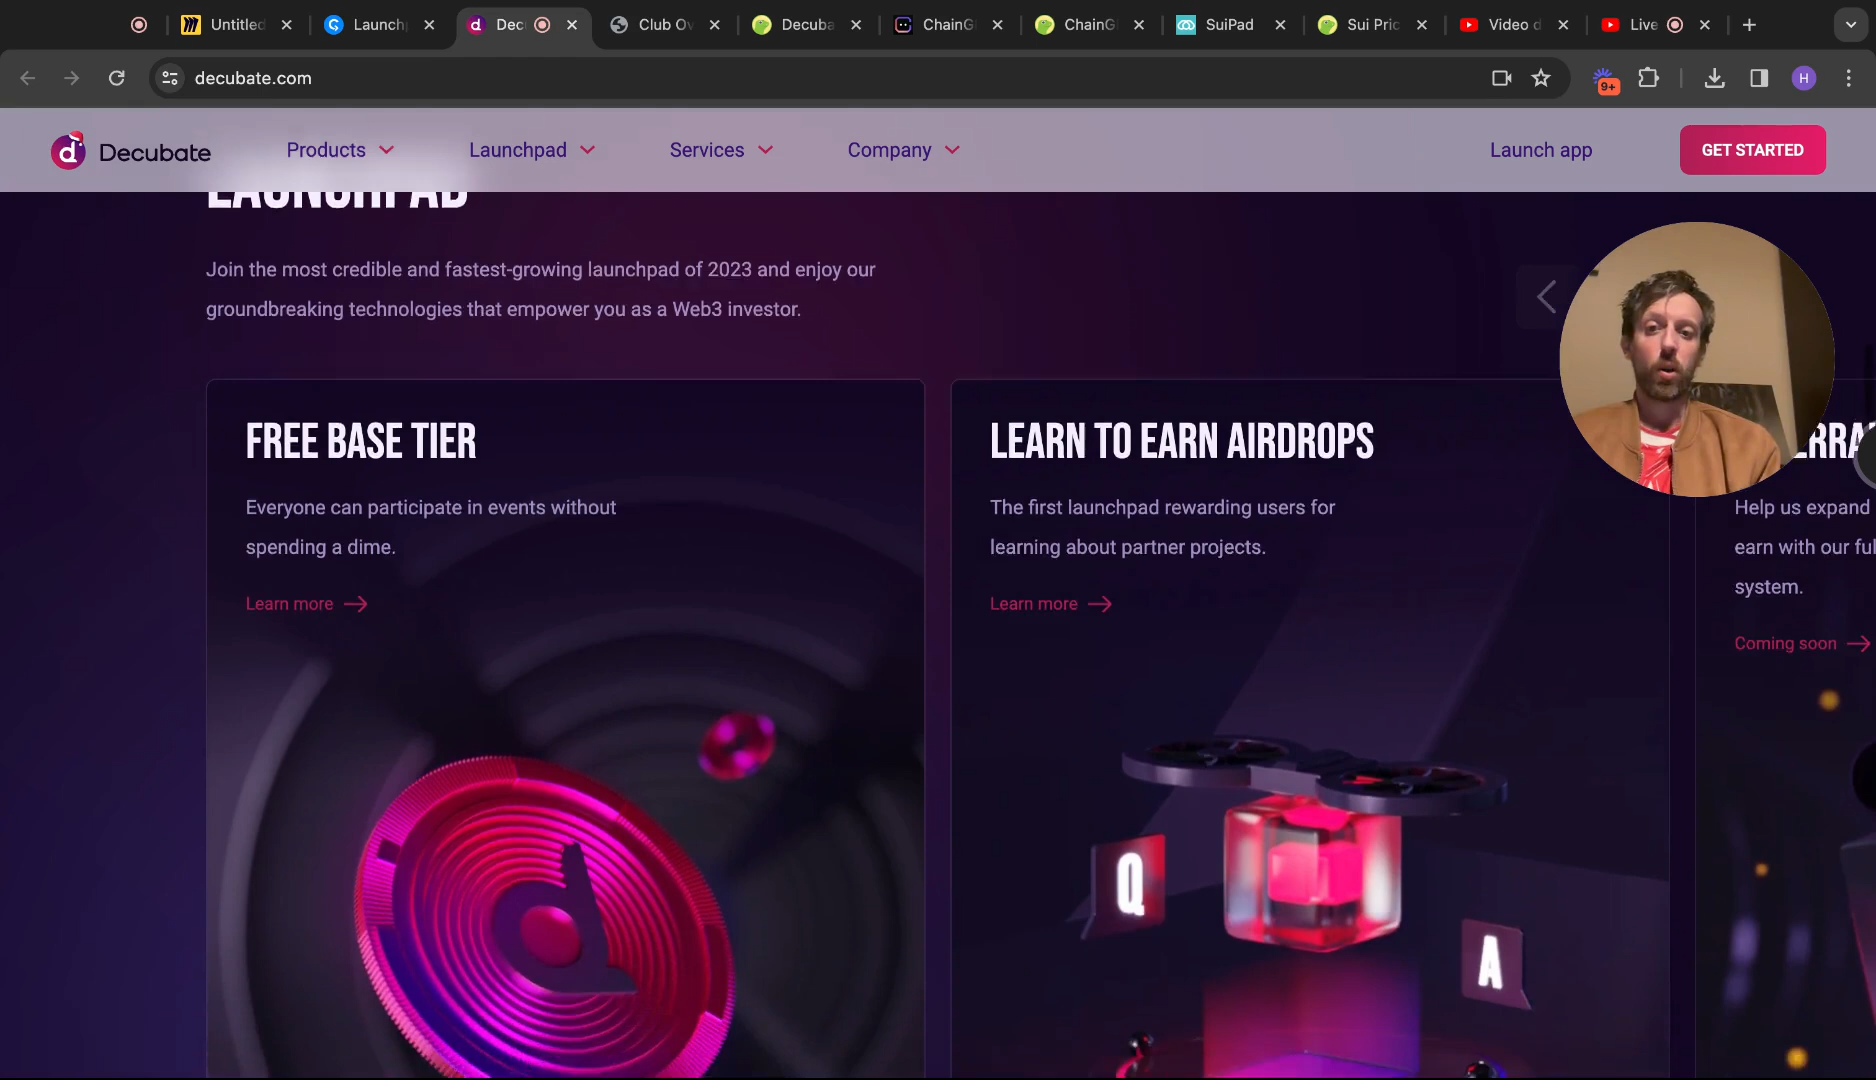 Untitled
Launch
Dec
Club Ov
Decuba
ChainG
ChainG
SuiPad
Sui Pric
Video d
Live
decubate.com
9+
H
d Decubate
Products
Launchpad
Services
Company
Launch app
GET STARTED
LAUNCHPAD
Join the most credible and fastest-growing launchpad of 2023 and enjoy our
groundbreaking technologies that empower you as a Web3 investor.
FREE BASE TIER
Everyone can participate in events without
spending a dime.
Learn more
LEARN TO EARN AIRDROPS
The first launchpad rewarding users for
learning about partner projects.
Learn more
Q
A
ERRA
Help us expand
earn with our ful
system.
Coming soon